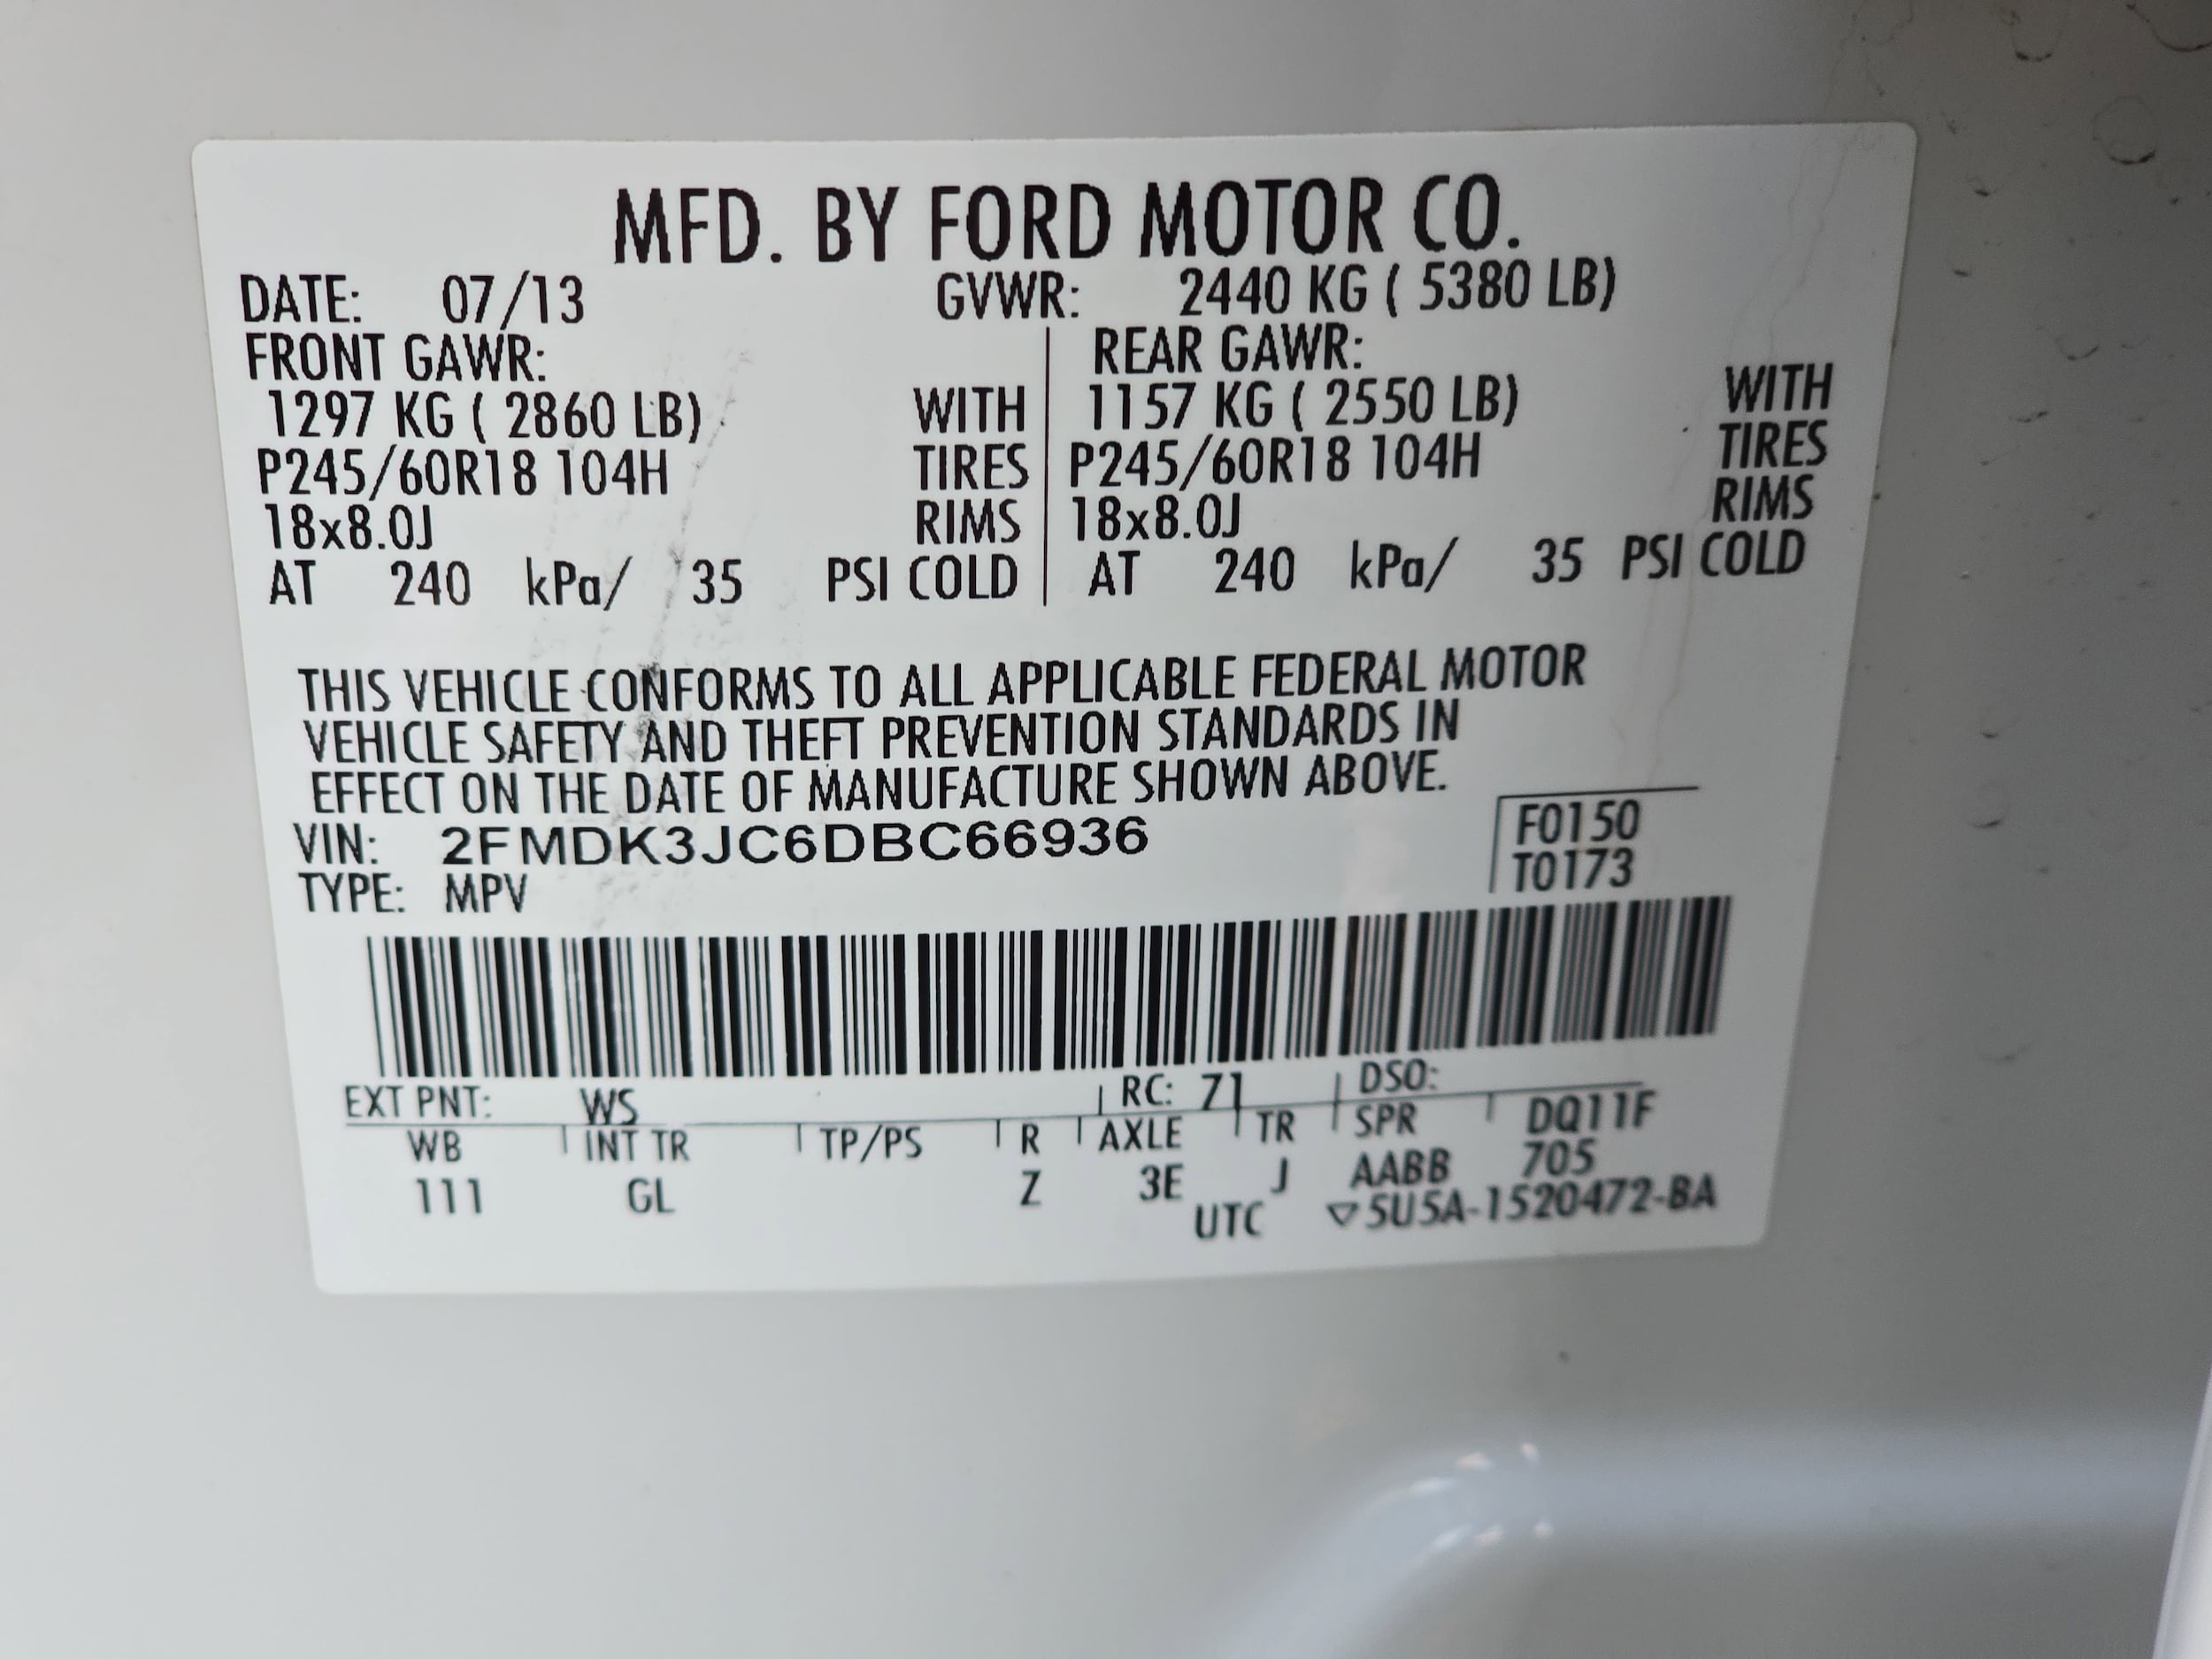 MFD. BY FORD MOTOR CO.
DATE: 07/13 GVWR: 2440 KG ( 5380 LB)
FRONT GAWR: REAR GAWR:
1297 KG ( 2860 LB) WITH 1157 KG ( 2550 LB) WITH
P245/60R18 104H TIRES P245/60R18 104H TIRES
18x8.0J RIMS 18x8.0J RIMS
AT 240 kPa/ 35 PSI COLD AT 240 kPa/ 35 PSI COLD
THIS VEHICLE CONFORMS TO ALL APPLICABLE FEDERAL MOTOR
VEHICLE SAFETY AND THEFT PREVENTION STANDARDS IN
EFFECT ON THE DATE OF MANUFACTURE SHOWN ABOVE.
VIN: 2FMDK3JC6DBC66936 F0150
TYPE: MPV T0173
EXT PNT: WS RC: 71 DSO:
WB INT TR TP/PS R AXLE TR SPR DQ11F
111 GL Z 3E J AABB 705
UTC ▽5U5A-1520472-BA